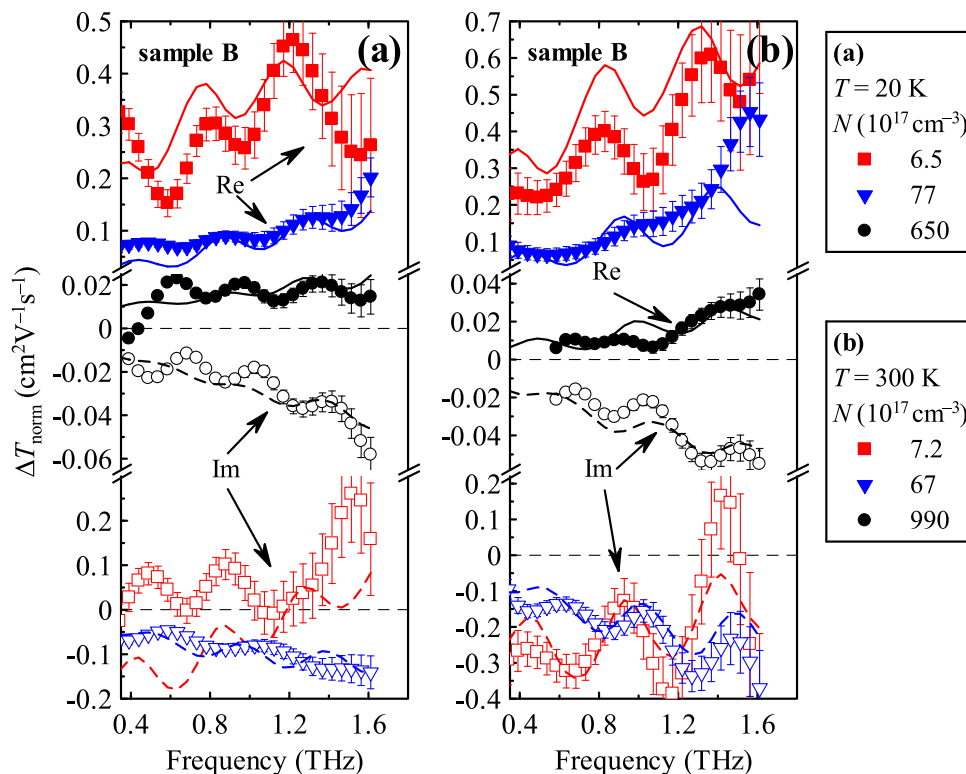 sample B
(a)
0.5
0.4
0.3
0.2
0.1
0.02
0
-0.02
-0.04
-0.06
0.2
0.1
0
-0.1
-0.2
Re
Im
ΔT_norm (cm²V⁻¹s⁻¹)
0.4 0.8 1.2 1.6
Frequency (THz)
sample B
(b)
0.7
0.6
0.5
0.4
0.3
0.2
0.1
0.04
0.02
0
-0.02
-0.04
0.2
0.1
0
-0.1
-0.2
-0.3
-0.4
Re
Im
0.4 0.8 1.2 1.6
Frequency (THz)
(a)
T = 20 K
N (10¹⁷ cm⁻³)
6.5
77
650
(b)
T = 300 K
N (10¹⁷ cm⁻³)
7.2
67
990